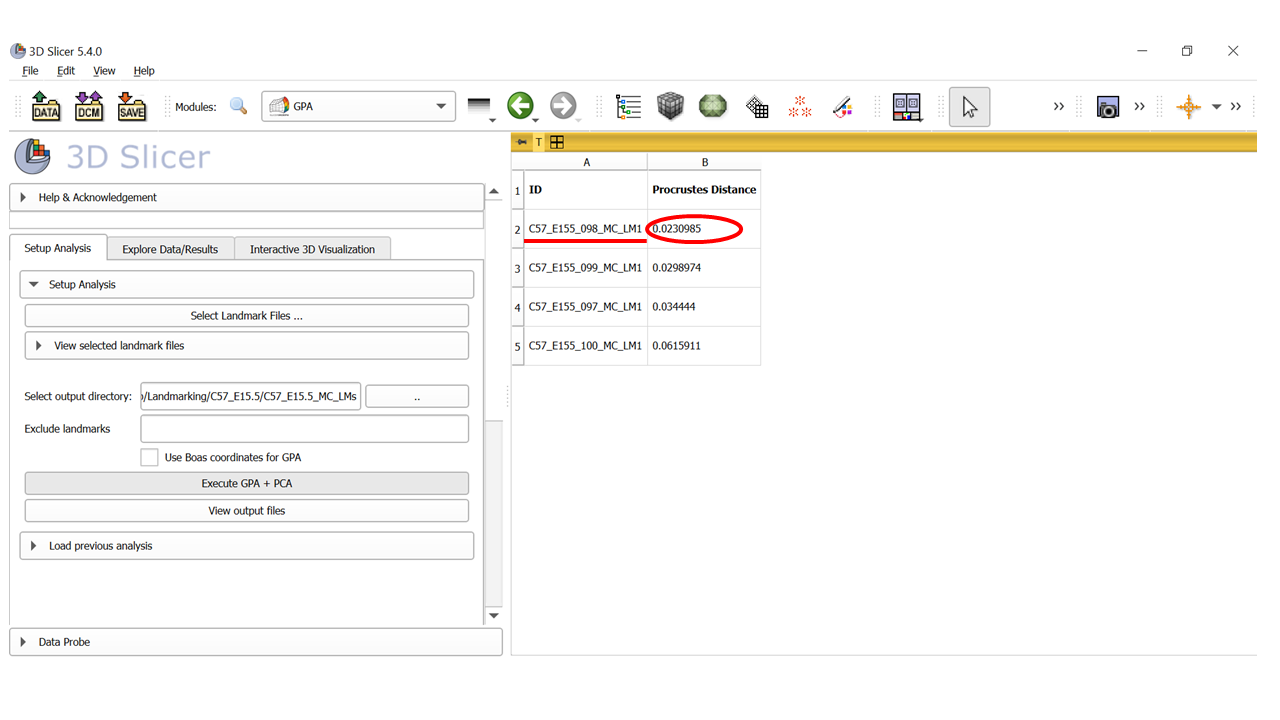 3D Slicer 5.4.0
File Edit View Help
DATA DCM SAVE Modules: GPA
3D Slicer
Help & Acknowledgement
Setup Analysis Explore Data/Results Interactive 3D Visualization
Setup Analysis
Select Landmark Files ...
View selected landmark files
Select output directory: o/Landmarking/C57_E15.5/C57_E15.5_MC_LMs ..
Exclude landmarks
Use Boas coordinates for GPA
Execute GPA + PCA
View output files
Load previous analysis
Data Probe
T
A B
1 ID Procrustes Distance
2 C57_E155_098_MC_LM1 0.0230985
3 C57_E155_099_MC_LM1 0.0298974
4 C57_E155_097_MC_LM1 0.034444
5 C57_E155_100_MC_LM1 0.0615911